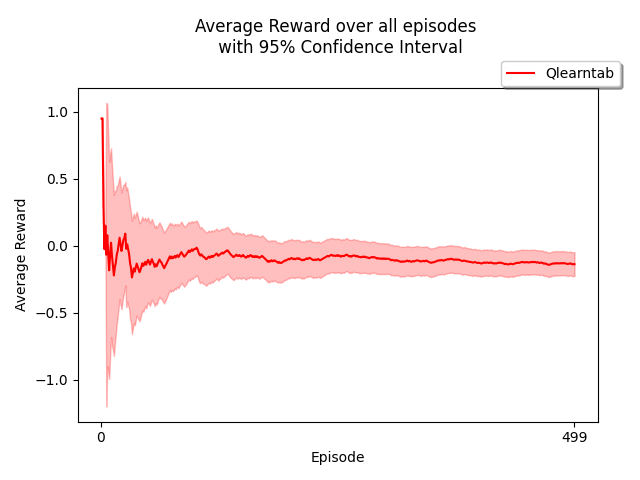 Average Reward over all episodes
with 95% Confidence Interval
Qlearntab
Average Reward
1.0
0.5
0.0
−0.5
−1.0
0
499
Episode